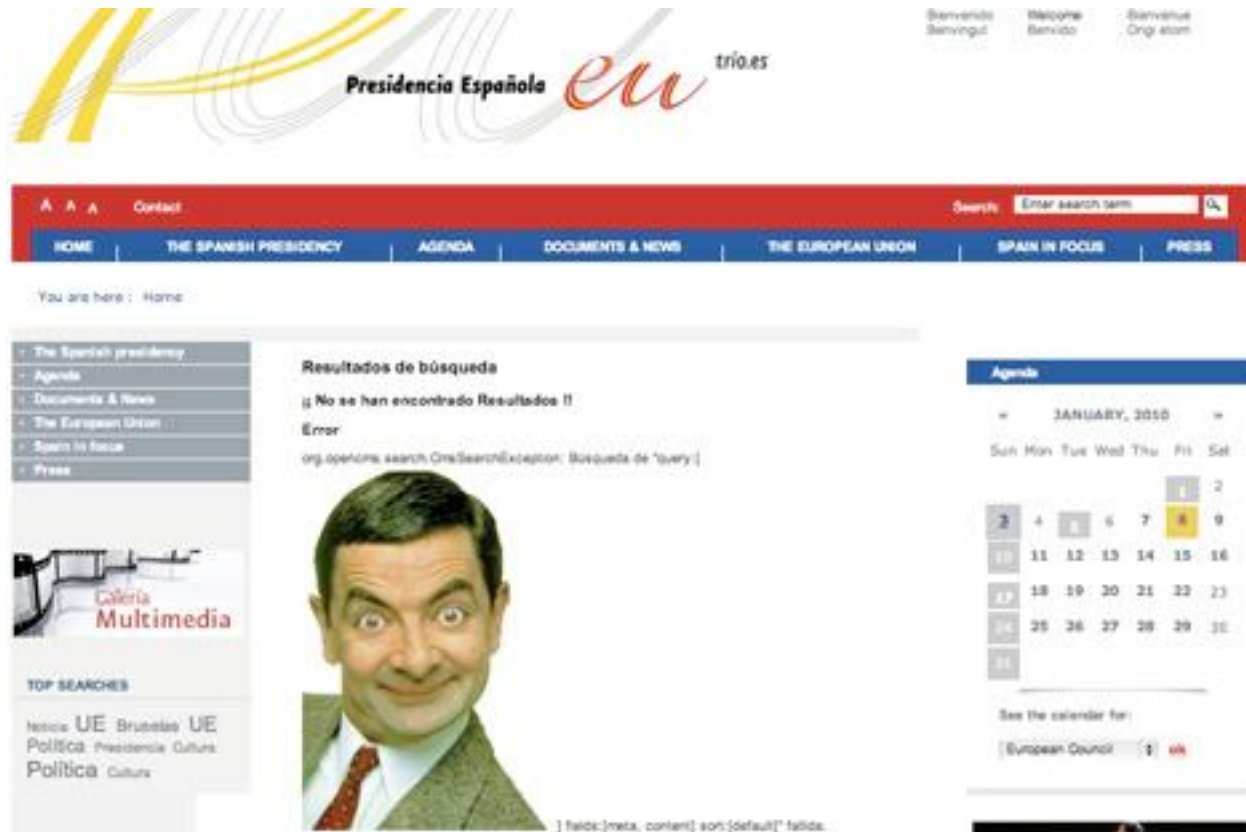 Bienvenido Welcome Bienvenue
Benvingut Benvido Ongi etorri
Presidencia Española eu trio.es
A A A Contact Search: Enter search term
HOME THE SPANISH PRESIDENCY AGENDA DOCUMENTS & NEWS THE EUROPEAN UNION SPAIN IN FOCUS PRESS
You are here : Home
The Spanish presidency
Agenda
Documents & News
The European Union
Spain in focus
Press
Galería
Multimedia
TOP SEARCHES
Noticia UE Bruselas UE
Política Presidencia Cultura
Política Cultura
Resultados de búsqueda
¡¡ No se han encontrado Resultados !!
Error
org.opencms.search.CmsSearchException: Búsqueda de "query:[
] fields:[meta, content] sort:[default]" fallida.
Agenda
« JANUARY, 2010 »
Sun Mon Tue Wed Thu Fri Sat
1 2
3 4 5 6 7 8 9
10 11 12 13 14 15 16
17 18 19 20 21 22 23
24 25 26 27 28 29 30
31
See the calendar for:
European Council ok